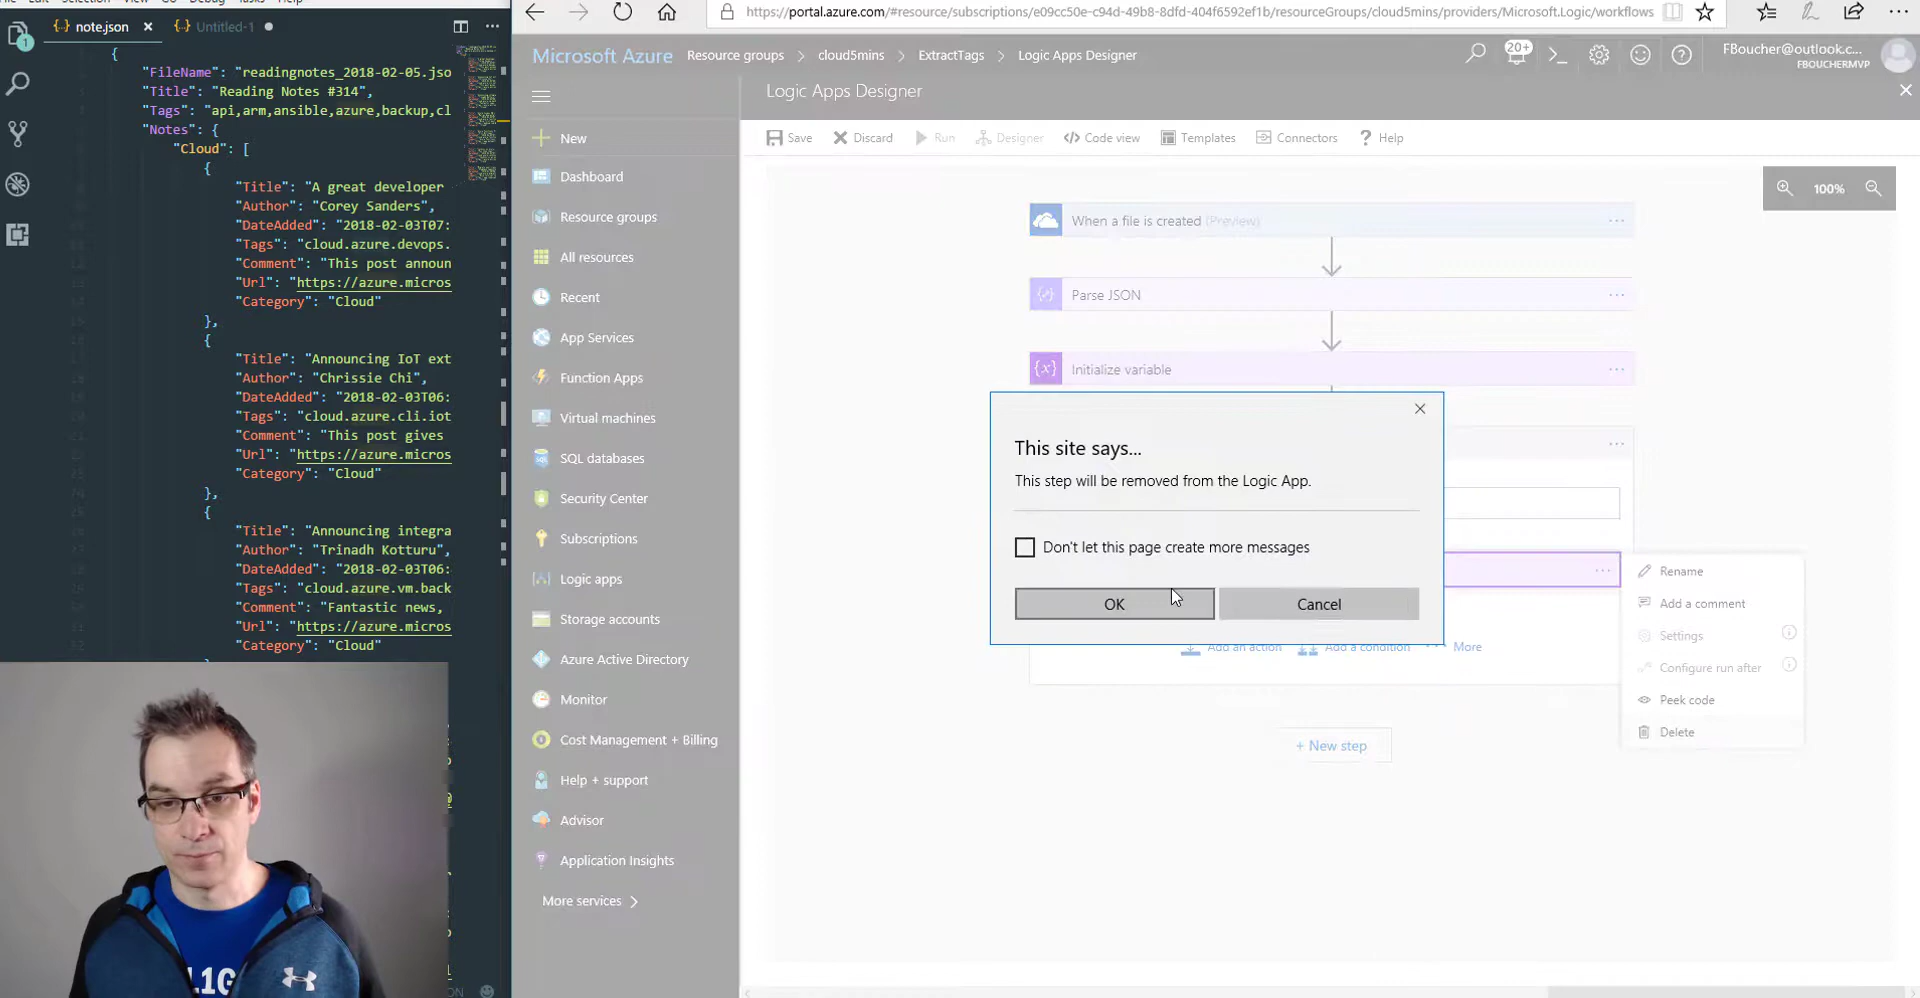 File Edit Selection View Go Debug Tasks Help
note.json
Untitled-1
1
{
"FileName": "readingnotes_2018-02-05.jso
"Title": "Reading Notes #314",
"Tags": "api,arm,ansible,azure,backup,cl
"Notes": {
"Cloud": [
{
"Title": "A great developer
"Author": "Corey Sanders",
"DateAdded": "2018-02-03T07:
"Tags": "cloud.azure.devops.
"Comment": "This post announ
"Url": "https://azure.micros
"Category": "Cloud"
},
{
"Title": "Announcing IoT ext
"Author": "Chrissie Chi",
"DateAdded": "2018-02-03T06:
"Tags": "cloud.azure.cli.iot
"Comment": "This post gives
"Url": "https://azure.micros
"Category": "Cloud"
},
{
"Title": "Announcing integra
"Author": "Trinadh Kotturu",
"DateAdded": "2018-02-03T06:
"Tags": "cloud.azure.vm.back
"Comment": "Fantastic news,
"Url": "https://azure.micros
"Category": "Cloud"
https://portal.azure.com/#resource/subscriptions/e09cc50e-c94d-49b8-8dfd-404f6592ef1b/resourceGroups/cloud5mins/providers/Microsoft.Logic/workflows
Microsoft Azure Resource groups > cloud5mins > ExtractTags > Logic Apps Designer
20+
FBoucher@outlook.c...
FBOUCHERMVP
Logic Apps Designer
Save Discard Run Designer Code view Templates Connectors Help
New
Dashboard
Resource groups
All resources
Recent
App Services
Function Apps
Virtual machines
SQL databases
Security Center
Subscriptions
Logic apps
Storage accounts
Azure Active Directory
Monitor
Cost Management + Billing
Help + support
Advisor
Application Insights
More services >
100%
When a file is created (Preview)
Parse JSON
Initialize variable
This site says...
This step will be removed from the Logic App.
Don't let this page create more messages
OK
Cancel
Add an action Add a condition ... More
+ New step
Rename
Add a comment
Settings
Configure run after
Peek code
Delete